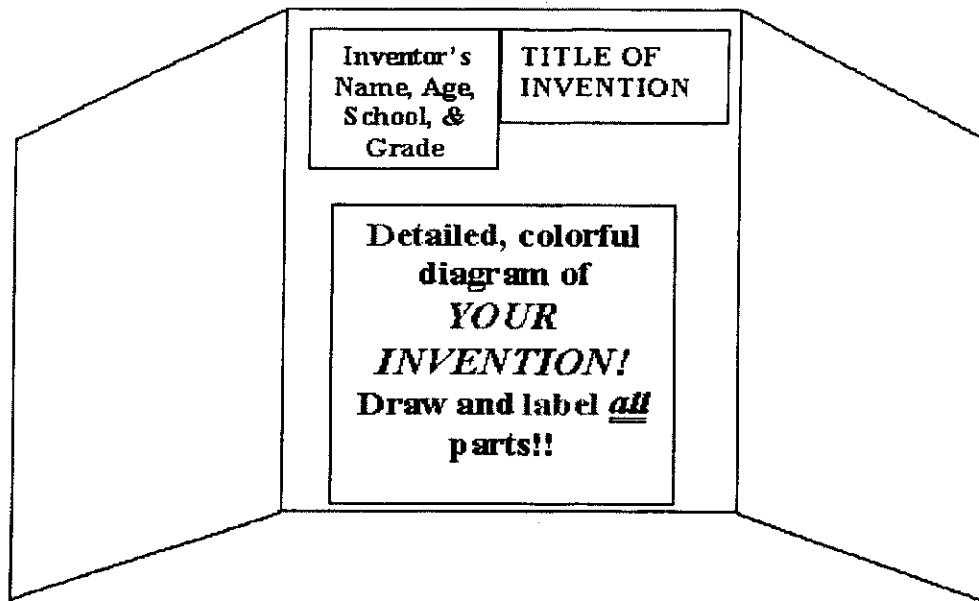 Inventor's
Name, Age,
School, &
Grade
TITLE OF
INVENTION
Detailed, colorful
diagram of
YOUR
INVENTION!
Draw and label all
parts!!